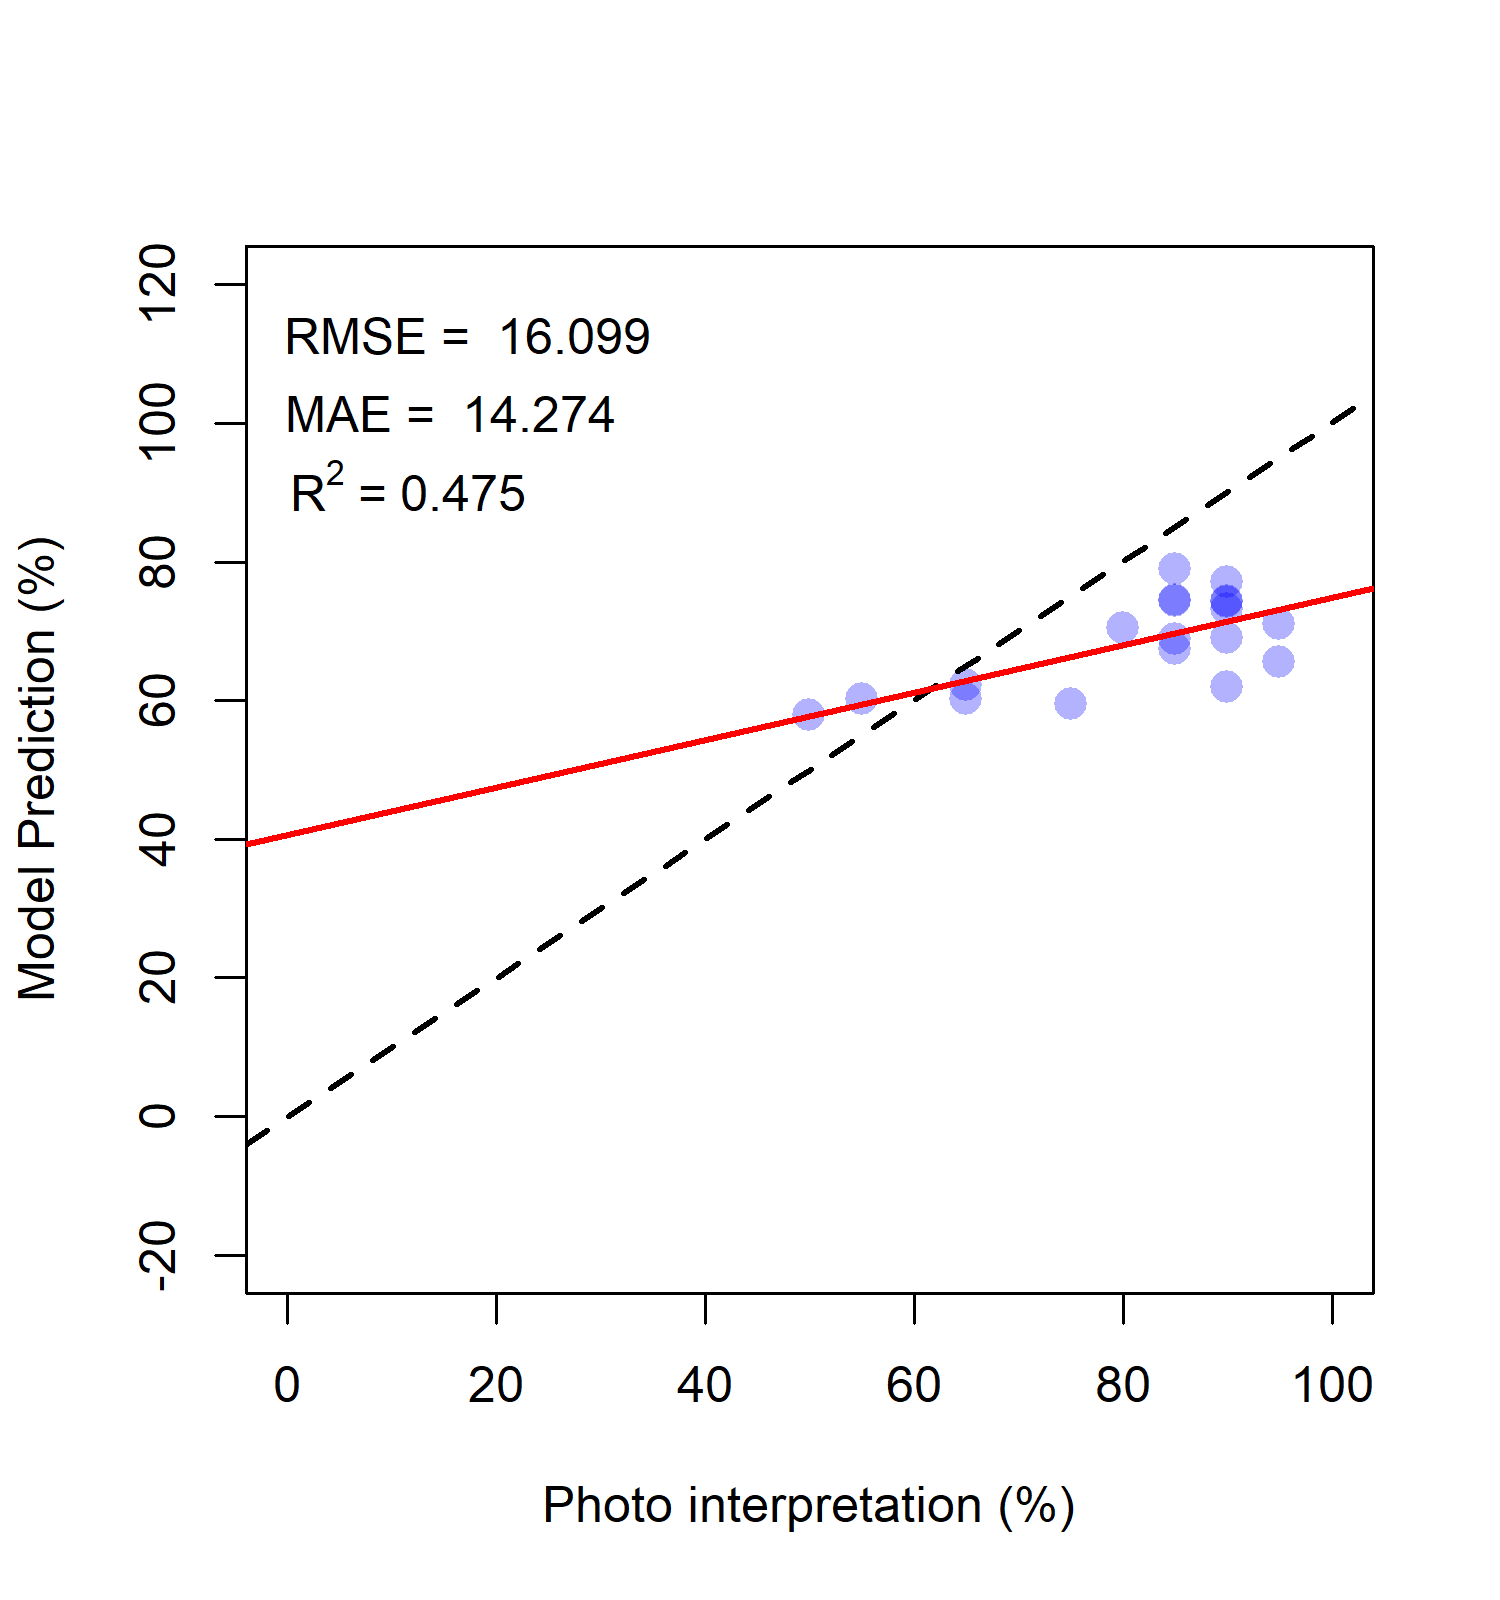 120
100
80
60
40
20
0
-20
Model Prediction (%)
RMSE = 16.099
MAE = 14.274
R² = 0.475
0 20 40 60 80 100
Photo interpretation (%)